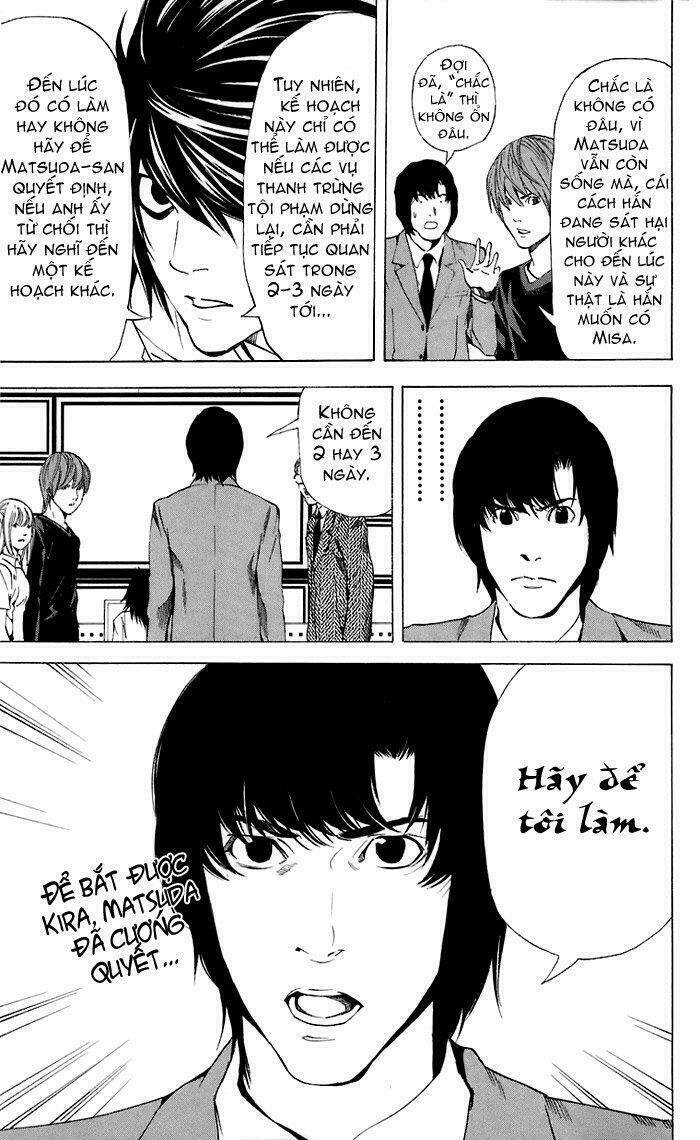 CHẮC LÀ
KHÔNG CÓ
ĐÂU, VÌ
MATSUDA
VẪN CÒN
SỐNG MÀ, CÁI
CÁCH HẮN
ĐANG SÁT HẠI
NGƯỜI KHÁC
CHO ĐẾN LÚC
NÀY VÀ SỰ
THẬT LÀ HẮN
MUỐN CÓ
MISA.
ĐỢI
ĐÃ, "CHẮC
LÀ" THÌ
KHÔNG ỔN
ĐÂU.
TUY NHIÊN,
KẾ HOẠCH
NÀY CHỈ CÓ
THỂ LÀM ĐƯỢC
NẾU CÁC VỤ
THANH TRỪNG
TỘI PHẠM DỪNG
LẠI, CẦN PHẢI
TIẾP TỤC QUAN
SÁT TRONG
2-3 NGÀY
TỚI...
ĐẾN LÚC
ĐÓ CÓ LÀM
HAY KHÔNG
HÃY ĐỂ
MATSUDA-SAN
QUYẾT ĐỊNH,
NẾU ANH ẤY
TỪ CHỐI THÌ
HÃY NGHĨ ĐẾN
MỘT KẾ
HOẠCH KHÁC.
KHÔNG
CẦN ĐẾN
2 HAY 3
NGÀY.
Hãy để
tôi làm.
ĐỂ BẮT ĐƯỢC
KIRA, MATSUDA
ĐÃ CƯƠNG
QUYẾT...